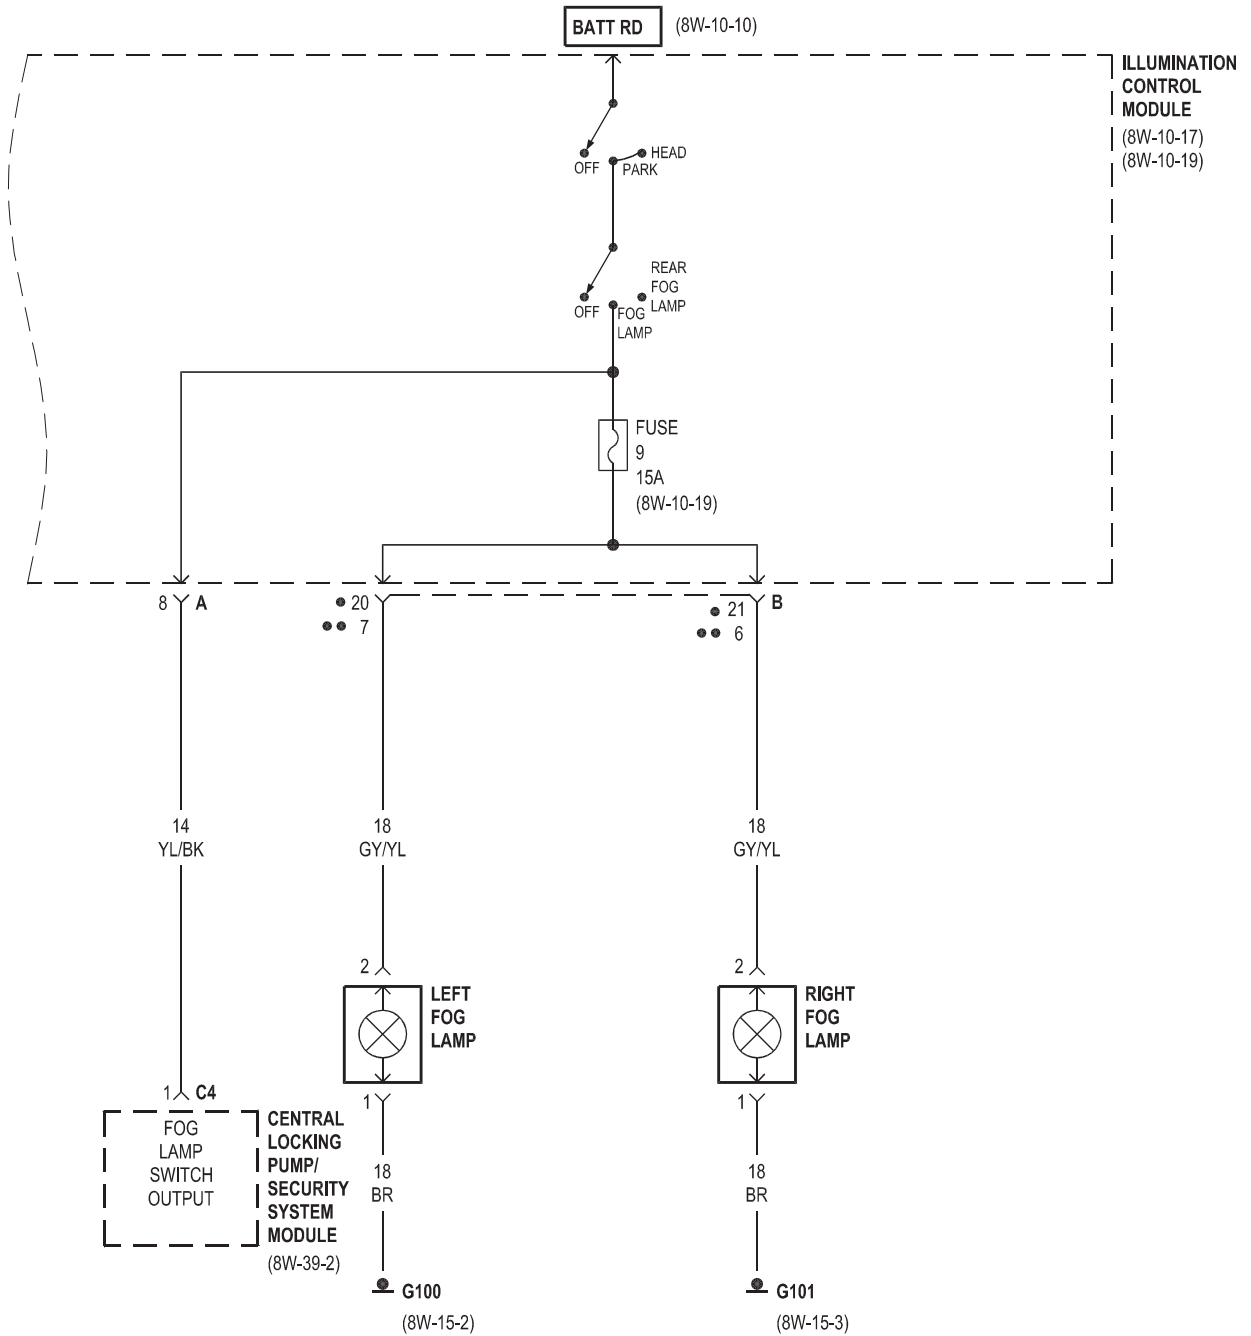 BATT RD
(8W-10-10)
ILLUMINATION
CONTROL
MODULE
(8W-10-17)
(8W-10-19)
OFF
PARK
HEAD
OFF
FOG
LAMP
REAR
FOG
LAMP
FUSE
9
15A
(8W-10-19)
8
A
20
7
21
6
B
14
YL/BK
18
GY/YL
18
GY/YL
2
LEFT
FOG
LAMP
2
RIGHT
FOG
LAMP
1
C4
1
1
FOG
LAMP
SWITCH
OUTPUT
CENTRAL
LOCKING
PUMP/
SECURITY
SYSTEM
MODULE
(8W-39-2)
18
BR
18
BR
G100
(8W-15-2)
G101
(8W-15-3)